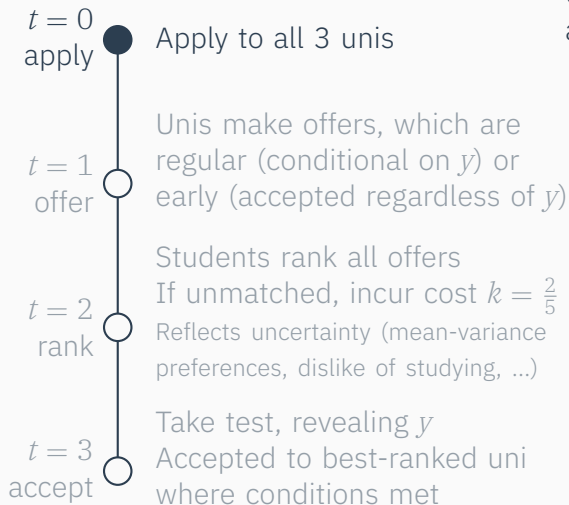 t = 0
apply
Apply to all 3 unis
t = 1
offer
Unis make offers, which are
regular (conditional on y) or
early (accepted regardless of y)
t = 2
rank
Students rank all offers
If unmatched, incur cost k = 2/5
Reflects uncertainty (mean-variance
preferences, dislike of studying, ...)
t = 3
accept
Take test, revealing y
Accepted to best-ranked uni
where conditions met